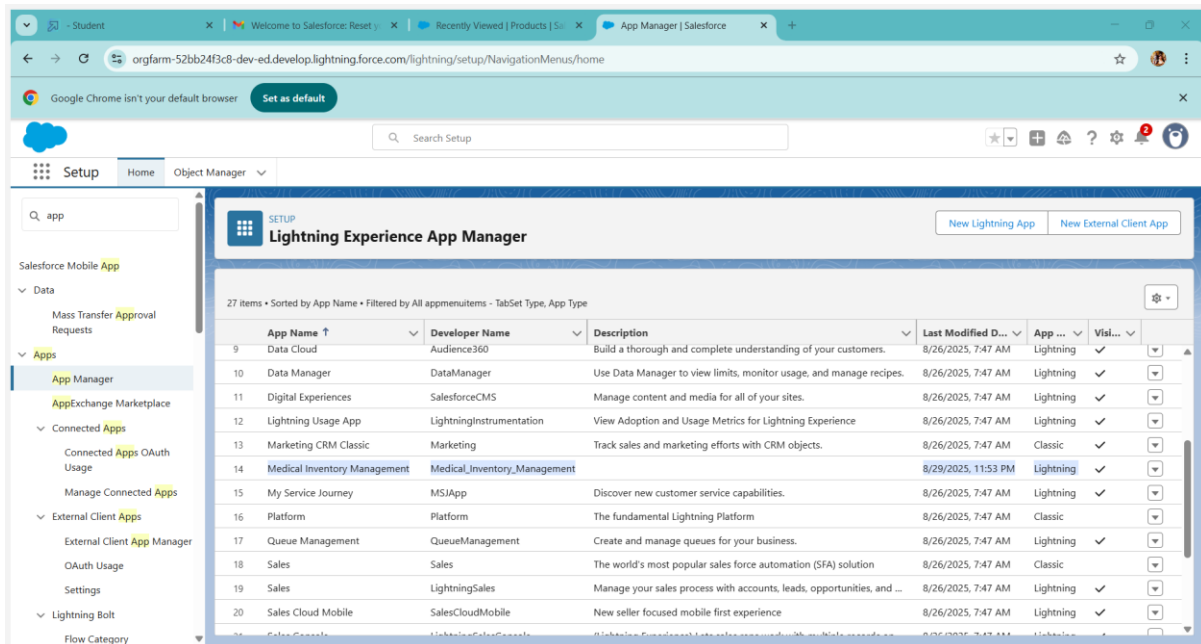 - Student
Welcome to Salesforce: Reset y
Recently Viewed | Products | Sal
App Manager | Salesforce
orgfarm-52bb24f3c8-dev-ed.develop.lightning.force.com/lightning/setup/NavigationMenus/home
Google Chrome isn't your default browser
Set as default
Search Setup
2
Setup
Home
Object Manager
app
Salesforce Mobile App
Data
Mass Transfer Approval
Requests
Apps
App Manager
AppExchange Marketplace
Connected Apps
Connected Apps OAuth
Usage
Manage Connected Apps
External Client Apps
External Client App Manager
OAuth Usage
Settings
Lightning Bolt
Flow Category
SETUP
Lightning Experience App Manager
New Lightning App
New External Client App
27 items • Sorted by App Name • Filtered by All appmenuitems - TabSet Type, App Type
App Name ↑ Developer Name Description Last Modified D... App ... Visi...
9 Data Cloud Audience360 Build a thorough and complete understanding of your customers. 8/26/2025, 7:47 AM Lightning
10 Data Manager DataManager Use Data Manager to view limits, monitor usage, and manage recipes. 8/26/2025, 7:47 AM Lightning
11 Digital Experiences SalesforceCMS Manage content and media for all of your sites. 8/26/2025, 7:47 AM Lightning
12 Lightning Usage App LightningInstrumentation View Adoption and Usage Metrics for Lightning Experience 8/26/2025, 7:47 AM Lightning
13 Marketing CRM Classic Marketing Track sales and marketing efforts with CRM objects. 8/26/2025, 7:47 AM Classic
14 Medical Inventory Management Medical_Inventory_Management 8/29/2025, 11:53 PM Lightning
15 My Service Journey MSJApp Discover new customer service capabilities. 8/26/2025, 7:47 AM Lightning
16 Platform Platform The fundamental Lightning Platform 8/26/2025, 7:47 AM Classic
17 Queue Management QueueManagement Create and manage queues for your business. 8/26/2025, 7:47 AM Lightning
18 Sales Sales The world's most popular sales force automation (SFA) solution 8/26/2025, 7:47 AM Classic
19 Sales LightningSales Manage your sales process with accounts, leads, opportunities, and ... 8/26/2025, 7:47 AM Lightning
20 Sales Cloud Mobile SalesCloudMobile New seller focused mobile first experience 8/26/2025, 7:47 AM Lightning